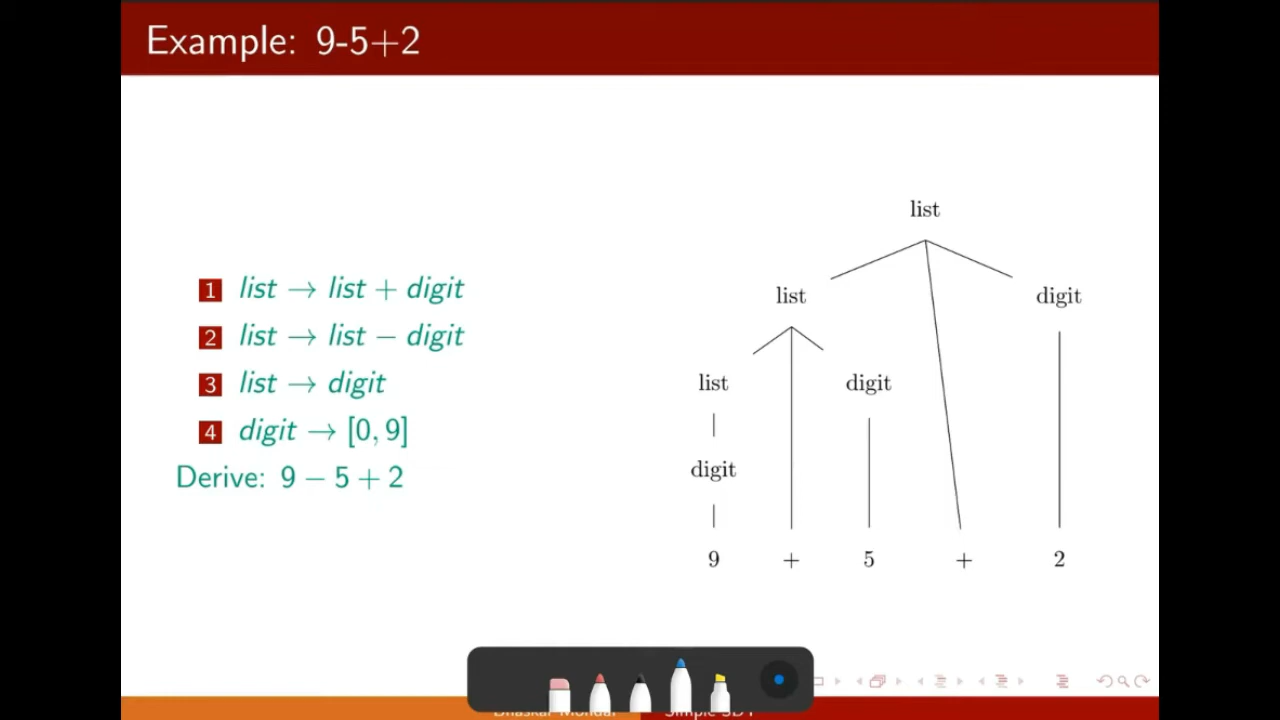 Example: 9-5+2
1 list → list + digit
2 list → list − digit
3 list → digit
4 digit → [0, 9]
Derive: 9 − 5 + 2
list
list digit
list digit
digit
9 + 5 + 2